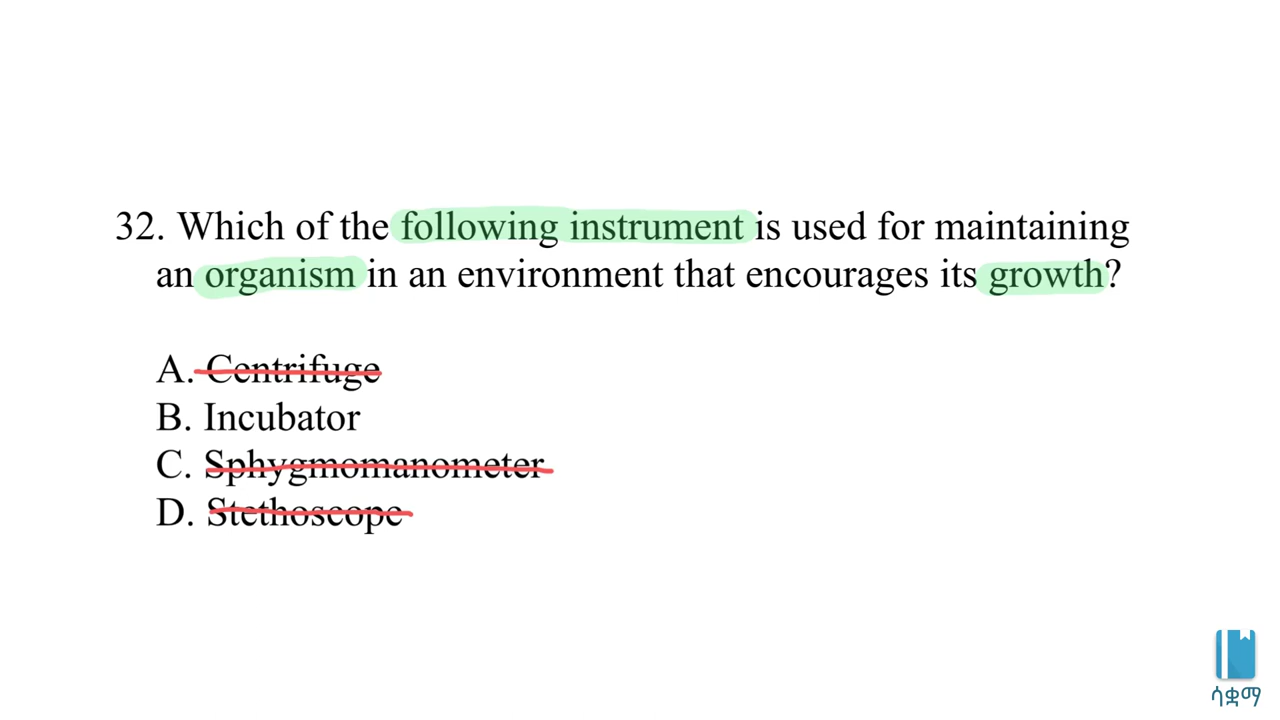 32. Which of the following instrument is used for maintaining
an organism in an environment that encourages its growth?
A. Centrifuge
B. Incubator
C. Sphygmomanometer
D. Stethoscope
ሳቋማ